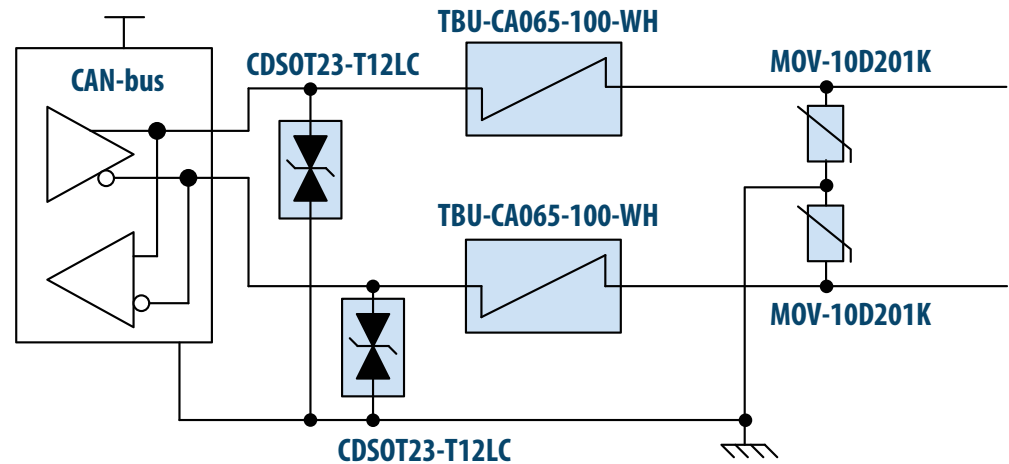 TBU-CA065-100-WH
CDSOT23-T12LC
MOV-10D201K
CAN-bus
TBU-CA065-100-WH
MOV-10D201K
CDSOT23-T12LC